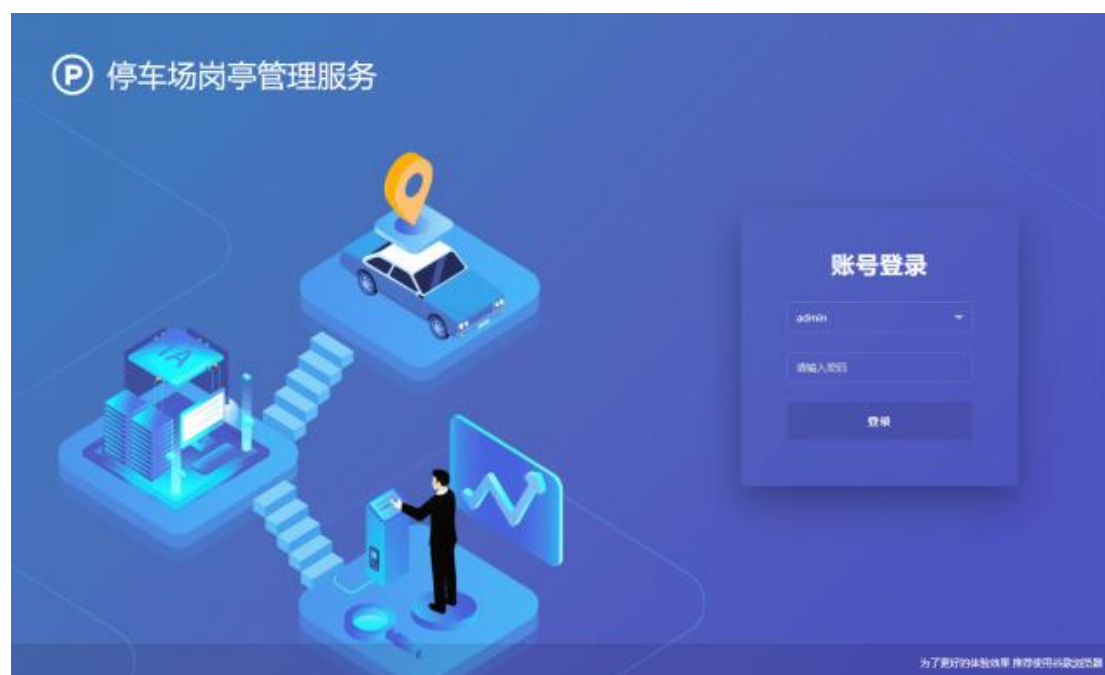 P 停车场岗亭管理服务
账号登录
admin
请输入密码
登录
为了更好的体验效果 推荐使用谷歌浏览器